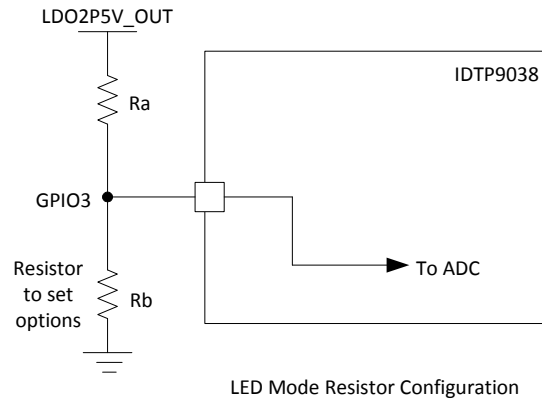 LDO2P5V_OUT
IDTP9038
Ra
GPIO3
To ADC
Resistor
to set
options
Rb
LED Mode Resistor Configuration